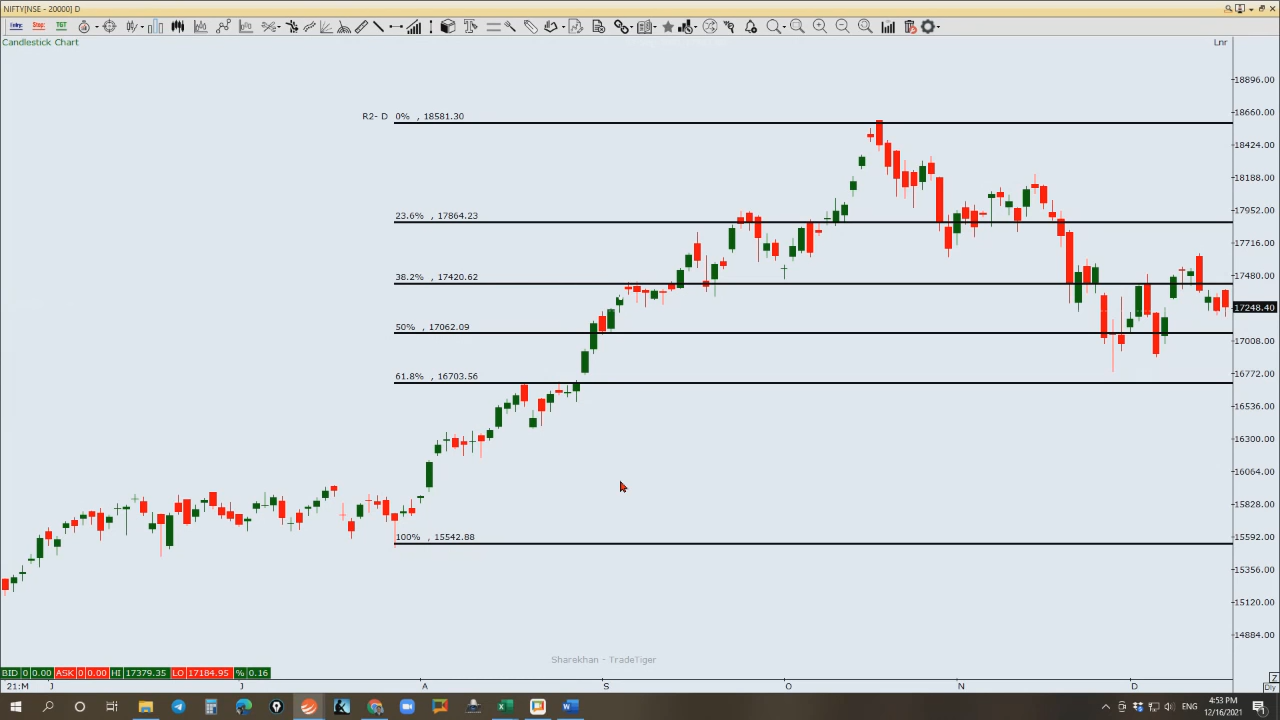 NIFTY[NSE - 20000] D
Candlestick Chart
Lnr
18896.00
R2- D 0% , 18581.30
18660.00
18424.00
18188.00
23.6% , 17864.23
17952.00
17716.00
38.2% , 17420.62
17480.00
17248.40
50% , 17062.09
17008.00
61.8% , 16703.56
16772.00
16536.00
16300.00
16064.00
15828.00
100% , 15542.88
15592.00
15356.00
15120.00
14884.00
Sharekhan - TradeTiger
BID 0 0.00 ASK 0 0.00 HI 17379.35 LO 17184.95 % 0.16
21:M J J A S O N D Dly
ENG
4:53 PM
12/16/2021